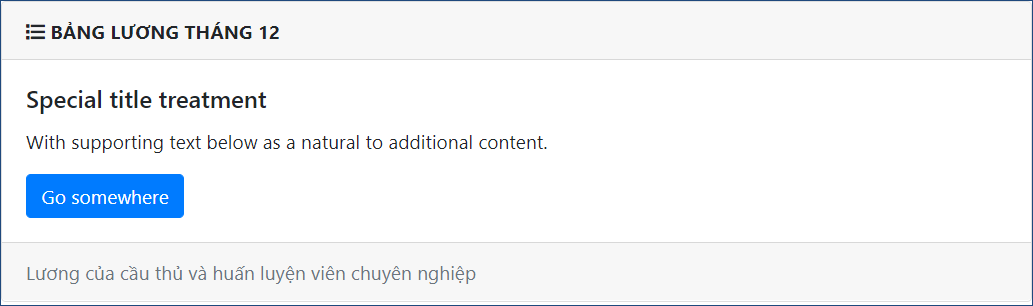 BẢNG LƯƠNG THÁNG 12
Special title treatment
With supporting text below as a natural to additional content.
Go somewhere
Lương của cầu thủ và huấn luyện viên chuyên nghiệp